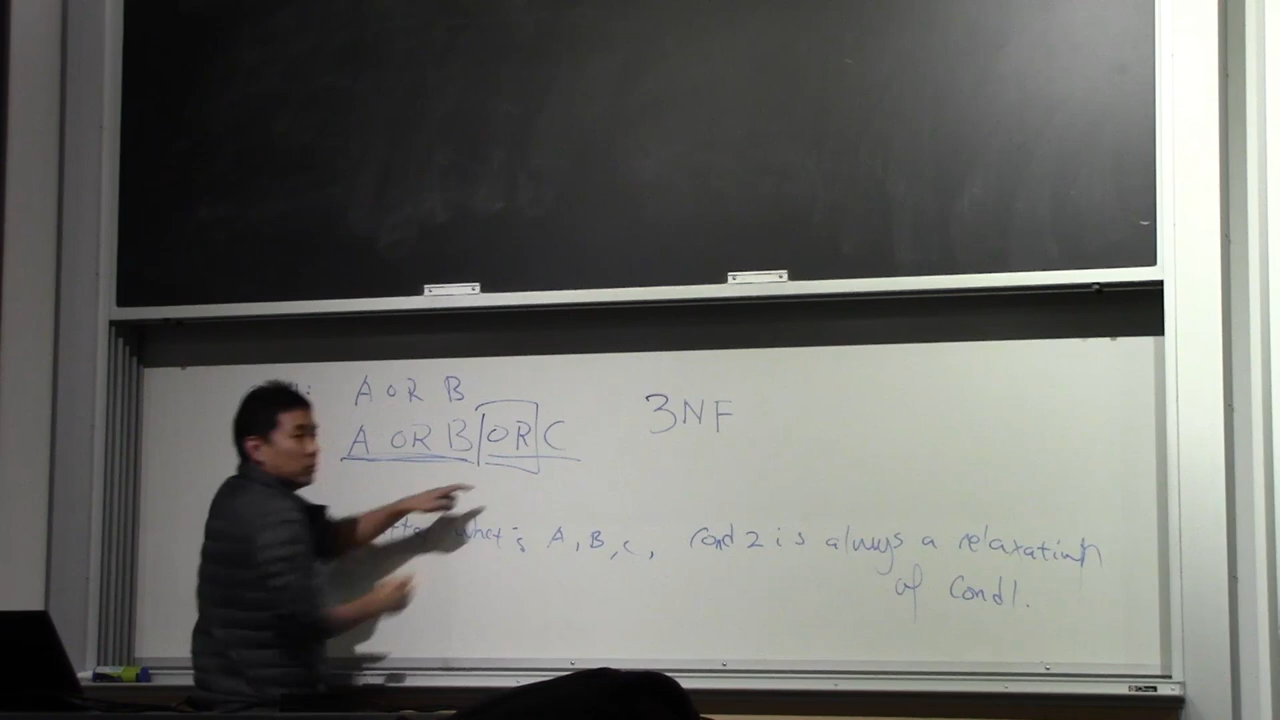 A OR B
A OR B OR C
3NF
what's A, B, C, Cond 2 is always a relaxation
of Cond 1.